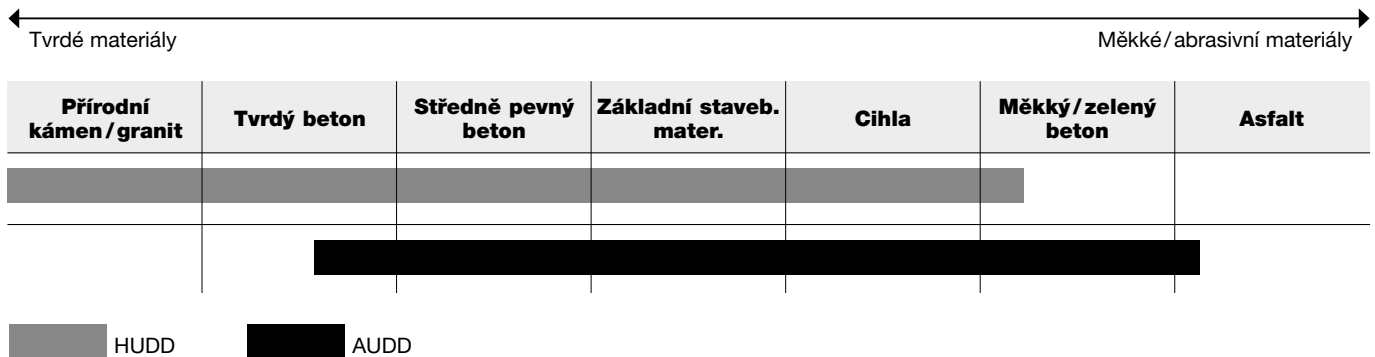 Tvrdé materiály
Měkké/abrasivní materiály
Přírodní
kámen/granit
Tvrdý beton
Středně pevný
beton
Základní staveb.
mater.
Cihla
Měkký/zelený
beton
Asfalt
HUDD
AUDD